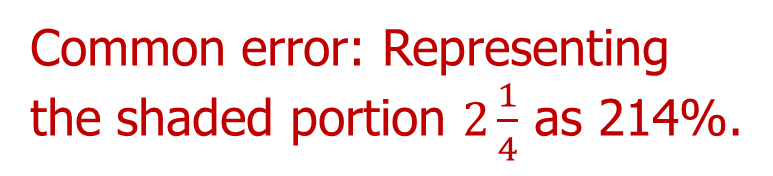 Common error: Representing
the shaded portion 2 1/4 as 214%.